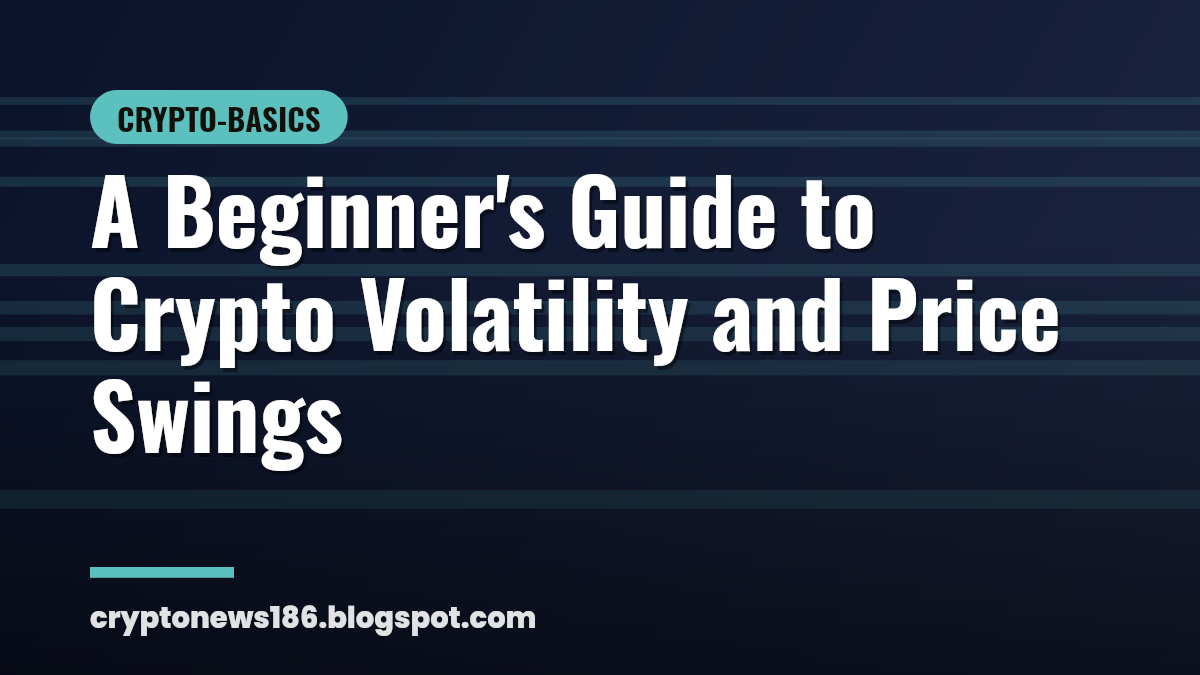 CRYPTO-BASICS
A Beginner's Guide to
Crypto Volatility and Price
Swings
cryptonews186.blogspot.com